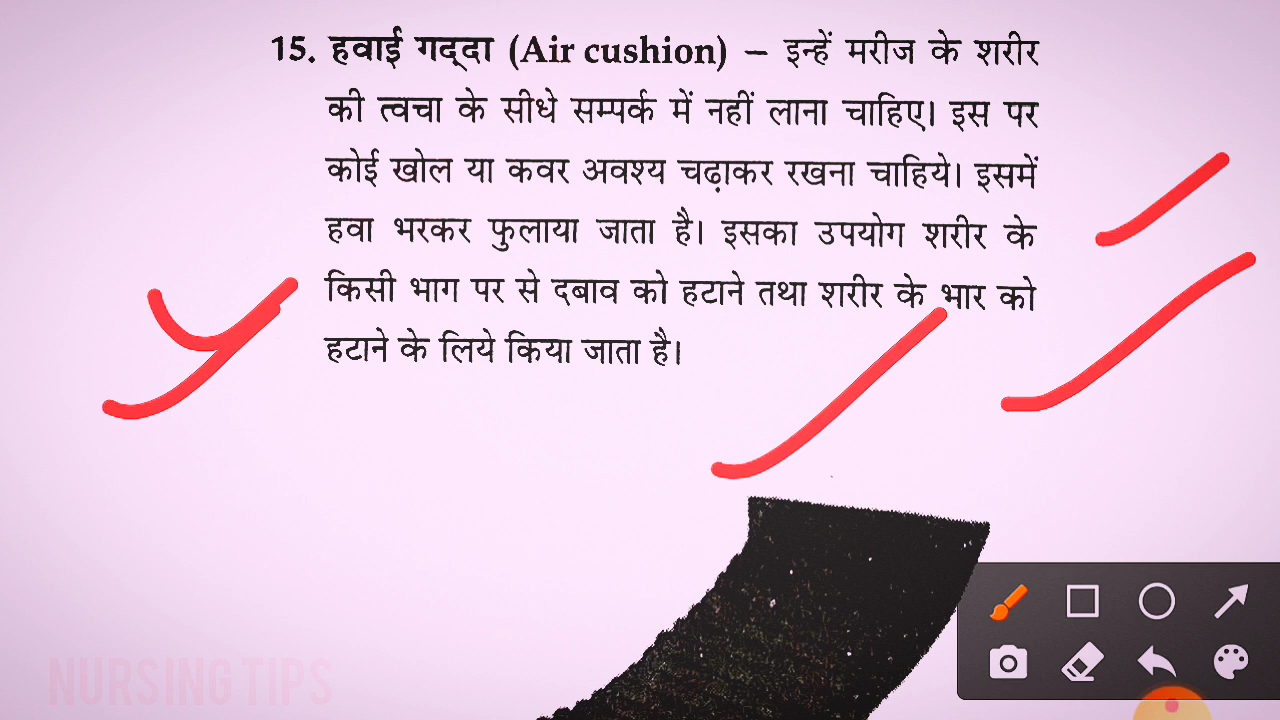 15. हवाई गद्दा (Air cushion) – इन्हें मरीज के शरीर
की त्वचा के सीधे सम्पर्क में नहीं लाना चाहिए। इस पर
कोई खोल या कवर अवश्य चढ़ाकर रखना चाहिये। इसमें
हवा भरकर फुलाया जाता है। इसका उपयोग शरीर के
किसी भाग पर से दबाव को हटाने तथा शरीर के भार को
हटाने के लिये किया जाता है।
NURSING TIPS